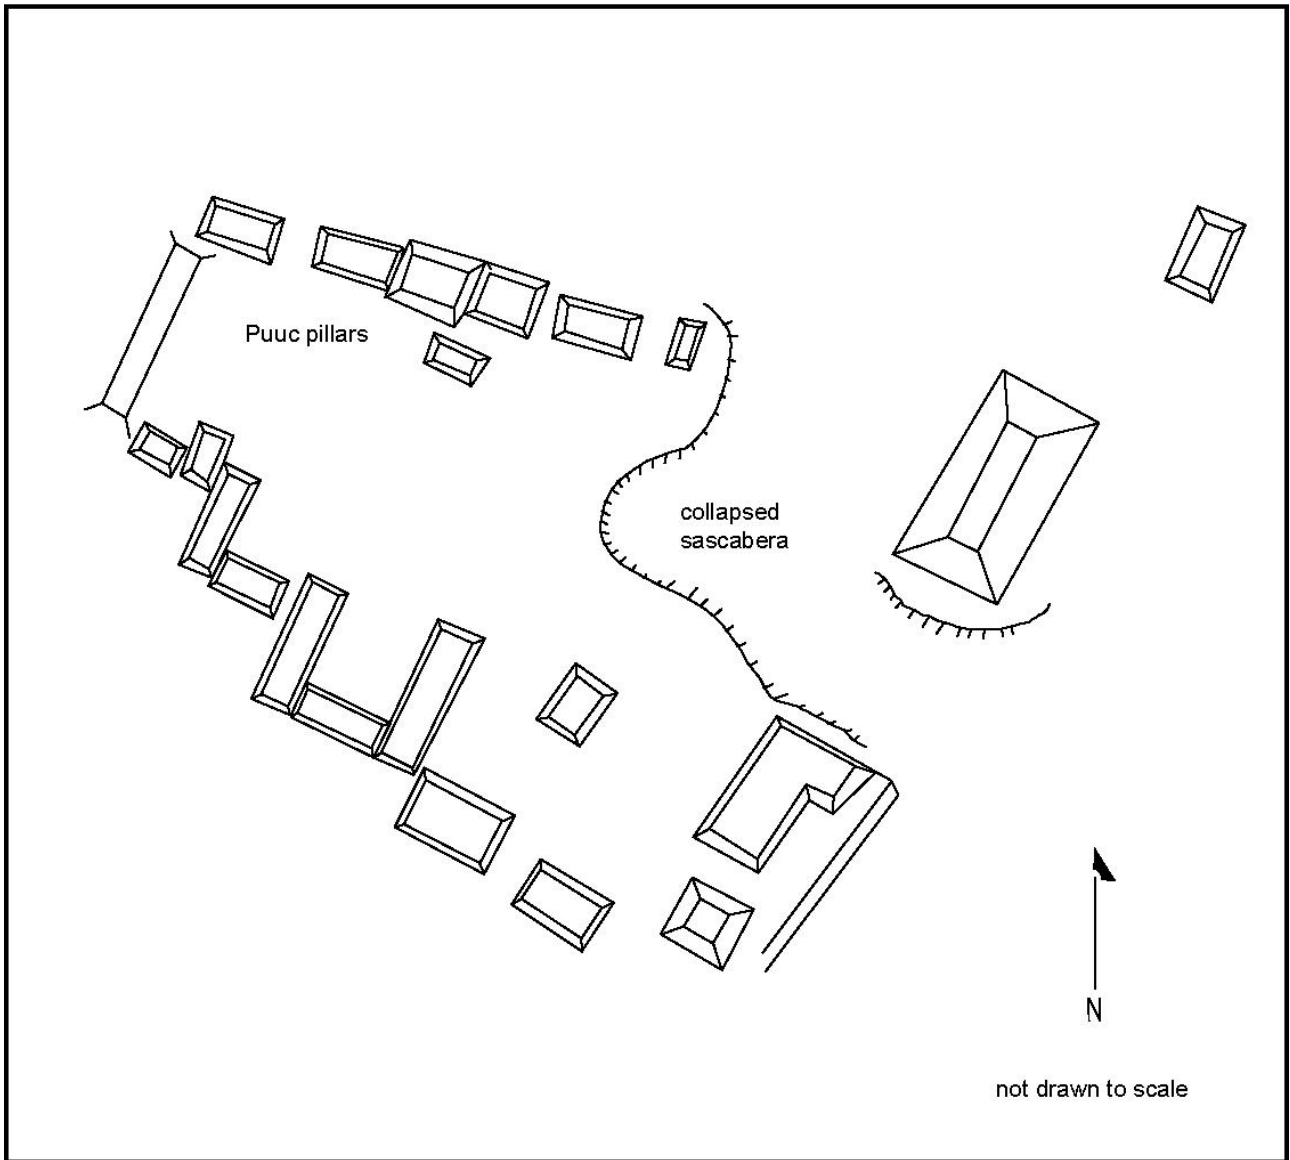 Puuc pillars
collapsed
sascabera
N
not drawn to scale